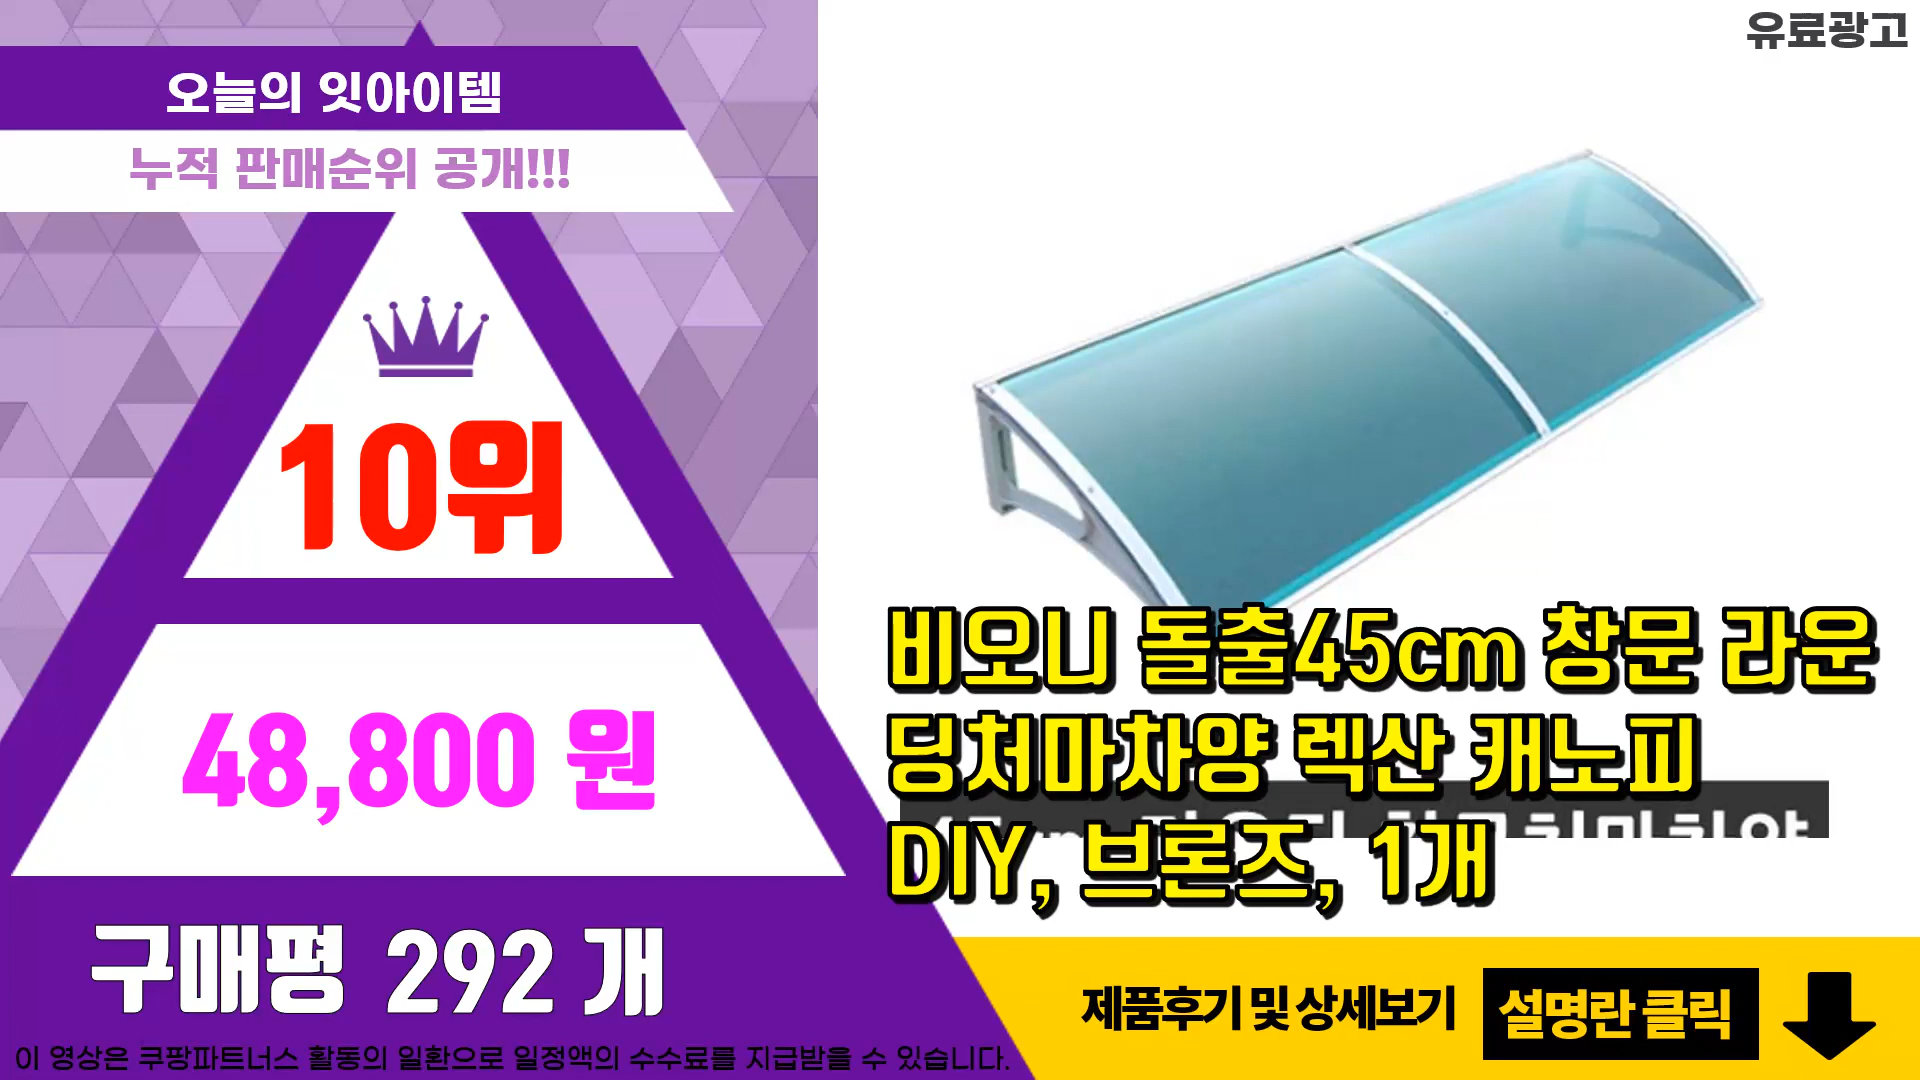 유료광고
오늘의 잇아이템
누적 판매순위 공개!!!
10위
48,800 원
구매평 292 개
비오니 돌출45cm 창문 라운
딩처마차양 렉산 캐노피
DIY, 브론즈, 1개
제품후기 및 상세보기
설명란 클릭
이 영상은 쿠팡파트너스 활동의 일환으로 일정액의 수수료를 지급받을 수 있습니다.